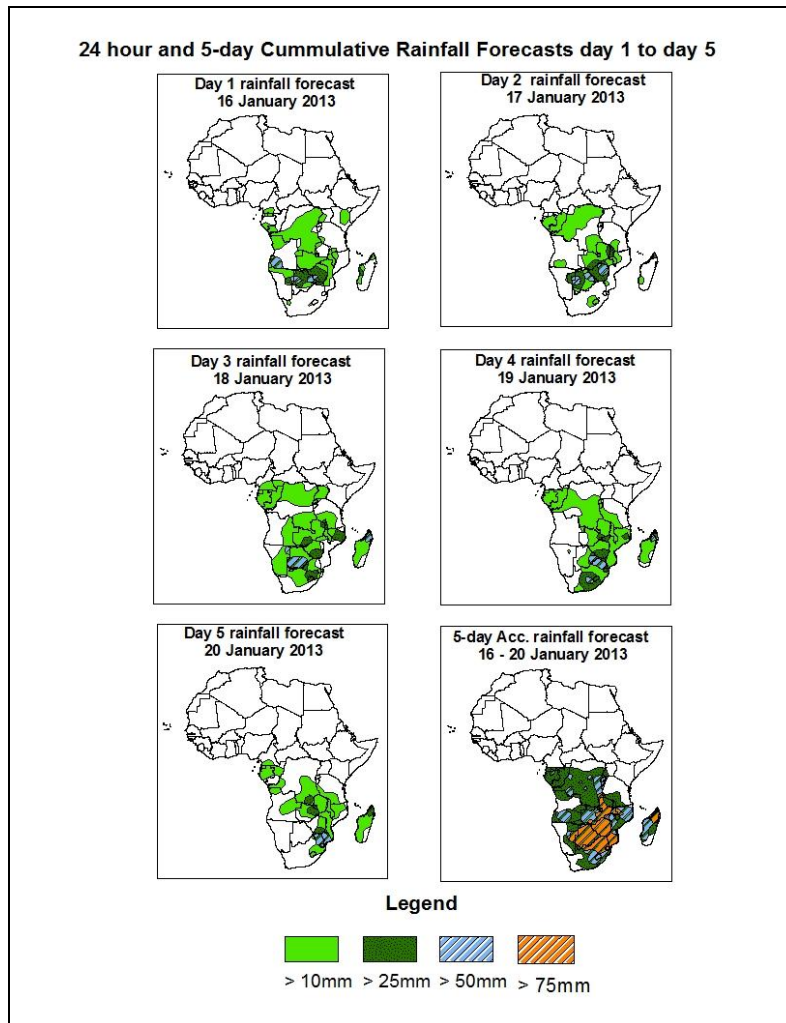 24 hour and 5-day Cummulative Rainfall Forecasts day 1 to day 5
Day 1 rainfall forecast
16 January 2013
Day 2 rainfall forecast
17 January 2013
Day 3 rainfall forecast
18 January 2013
Day 4 rainfall forecast
19 January 2013
Day 5 rainfall forecast
20 January 2013
5-day Acc. rainfall forecast
16 - 20 January 2013
Legend
> 10mm > 25mm > 50mm > 75mm